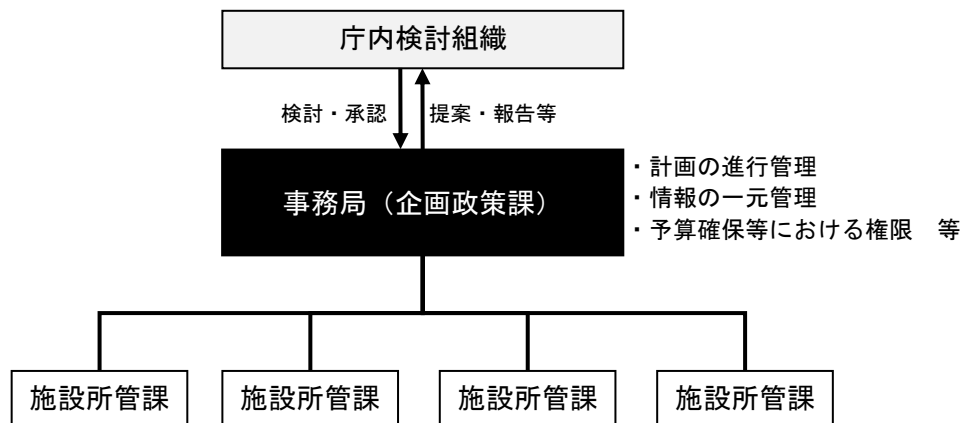 庁内検討組織
検討・承認
提案・報告等
事務局（企画政策課）
・計画の進行管理
・情報の一元管理
・予算確保等における権限　等
施設所管課
施設所管課
施設所管課
施設所管課